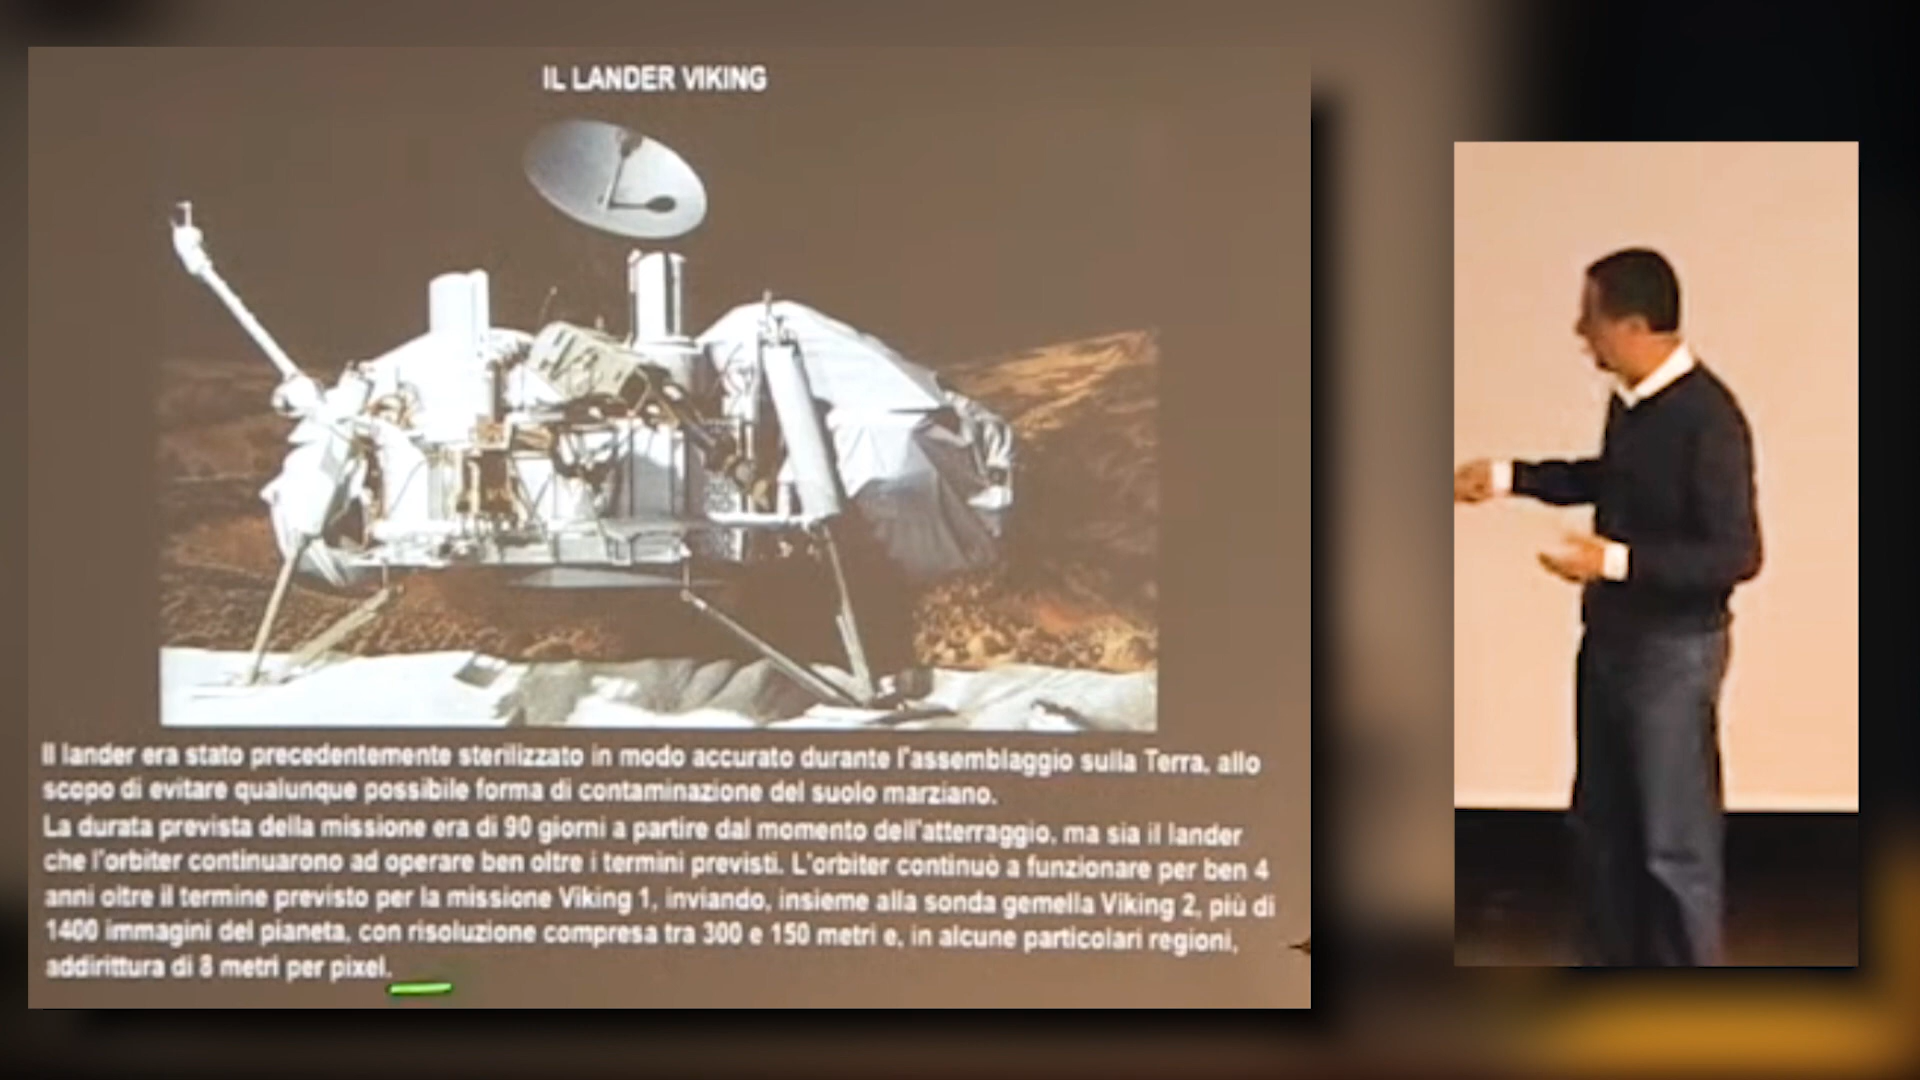 IL LANDER VIKING
Il lander era stato precedentemente sterilizzato in modo accurato durante l'assemblaggio sulla Terra, allo
scopo di evitare qualunque possibile forma di contaminazione del suolo marziano.
La durata prevista della missione era di 90 giorni a partire dal momento dell'atterraggio, ma sia il lander
che l'orbiter continuarono ad operare ben oltre i termini previsti. L'orbiter continuò a funzionare per ben 4
anni oltre il termine previsto per la missione Viking 1, inviando, insieme alla sonda gemella Viking 2, più di
1400 immagini del pianeta, con risoluzione compresa tra 300 e 150 metri e, in alcune particolari regioni,
addirittura di 8 metri per pixel.